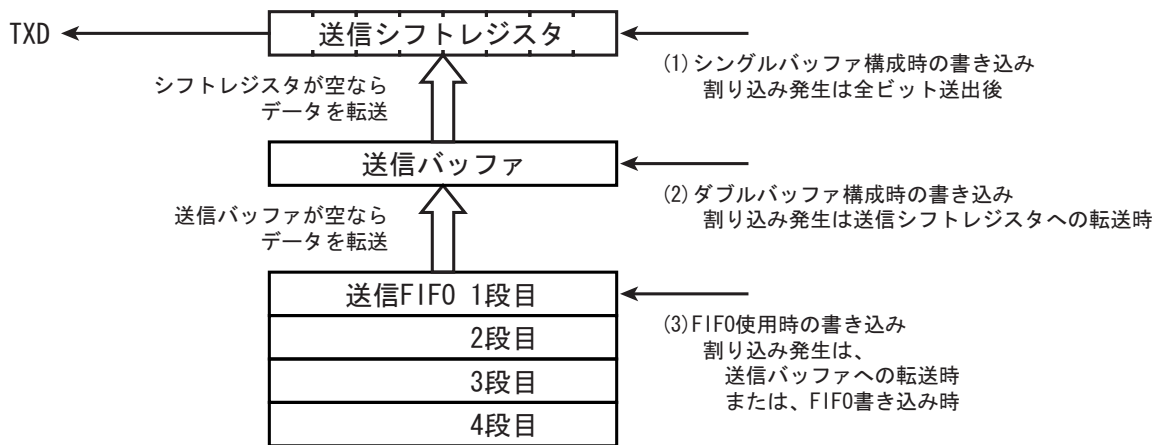 TXD
送信シフトレジスタ
(1)シングルバッファ構成時の書き込み
割り込み発生は全ビット送出後
シフトレジスタが空なら
データを転送
送信バッファ
(2)ダブルバッファ構成時の書き込み
割り込み発生は送信シフトレジスタへの転送時
送信バッファが空なら
データを転送
送信FIFO 1段目
2段目
3段目
4段目
(3)FIFO使用時の書き込み
割り込み発生は、
送信バッファへの転送時
または、FIFO書き込み時